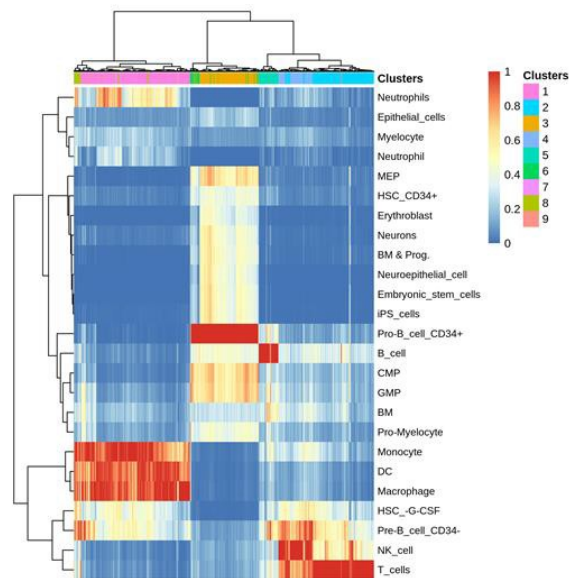 Clusters
Neutrophils
Epithelial_cells
Myelocyte
Neutrophil
MEP
HSC_CD34+
Erythroblast
Neurons
BM & Prog.
Neuroepithelial_cell
Embryonic_stem_cells
iPS_cells
Pro-B_cell_CD34+
B_cell
CMP
GMP
BM
Pro-Myelocyte
Monocyte
DC
Macrophage
HSC_-G-CSF
Pre-B_cell_CD34-
NK_cell
T_cells
1
0.8
0.6
0.4
0.2
0
Clusters
1
2
3
4
5
6
7
8
9